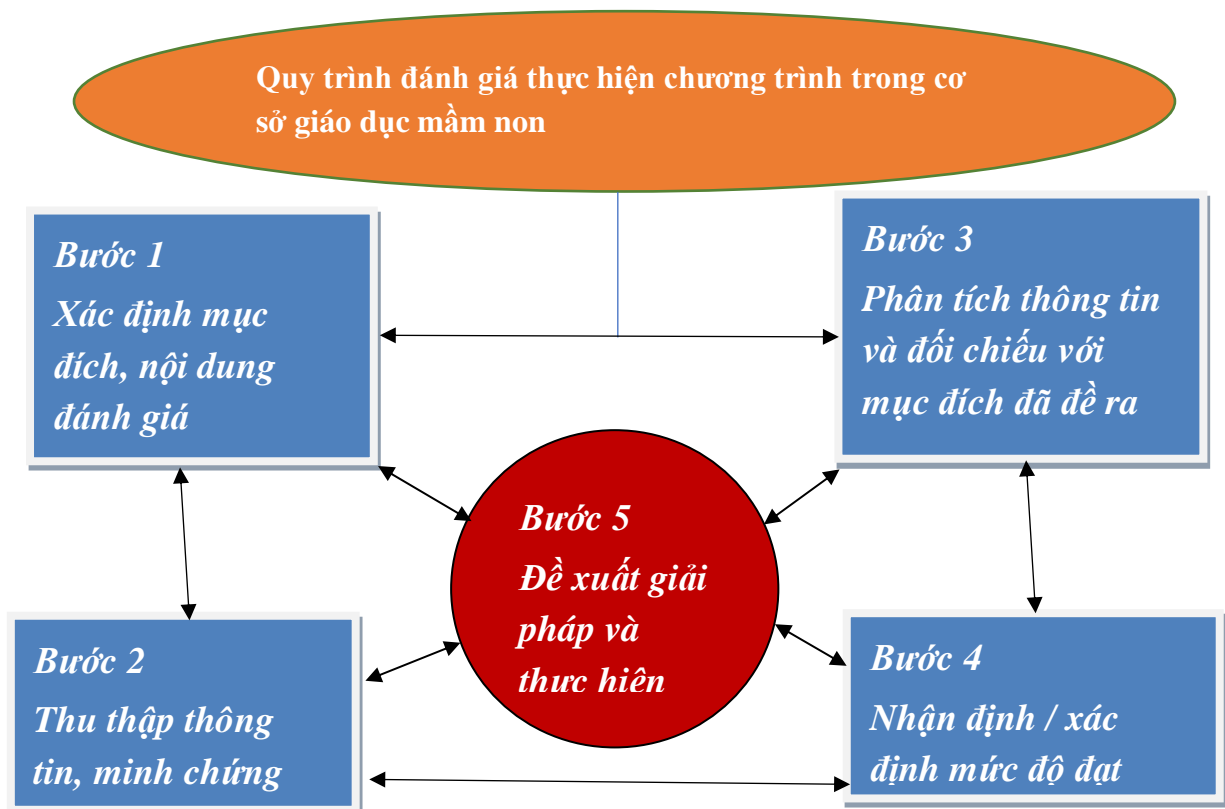 Quy trình đánh giá thực hiện chương trình trong cơ
sở giáo dục mầm non
Bước 1
Xác định mục
đích, nội dung
đánh giá
Bước 3
Phân tích thông tin
và đối chiếu với
mục đích đã đề ra
Bước 5
Đề xuất giải
pháp và
thực hiện
Bước 2
Thu thập thông
tin, minh chứng
Bước 4
Nhận định / xác
định mức độ đạt